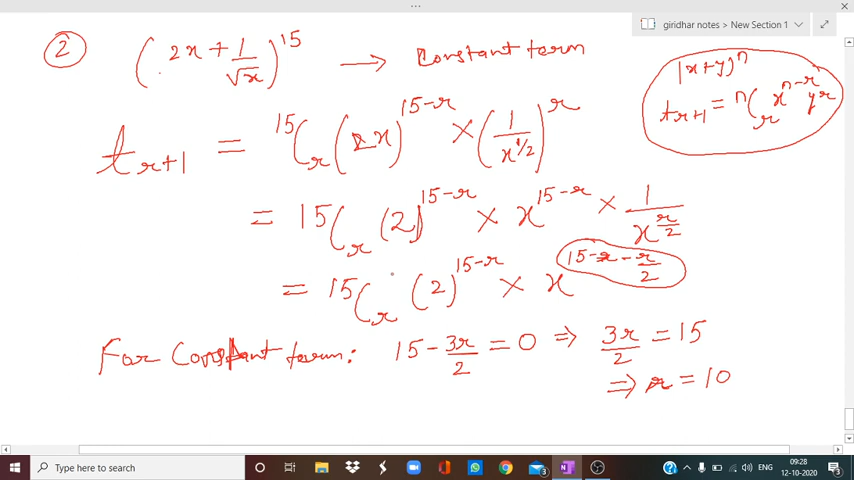 giridhar notes > New Section 1
② (2x + 1/√x)^15 → Constant term
(x+y)^n
t_{r+1} = ^nC_r x^{n-r} y^r
t_{r+1} = ^15C_r (2x)^{15-r} × (1/x^{1/2})^r
= 15C_r (2)^{15-r} × x^{15-r} × 1/x^{r/2}
= 15C_r (2)^{15-r} × x^{15-r-r/2}
For Constant term: 15 - 3r/2 = 0 ⇒ 3r/2 = 15
⇒ r = 10
Type here to search
ENG
09:28
12-10-2020